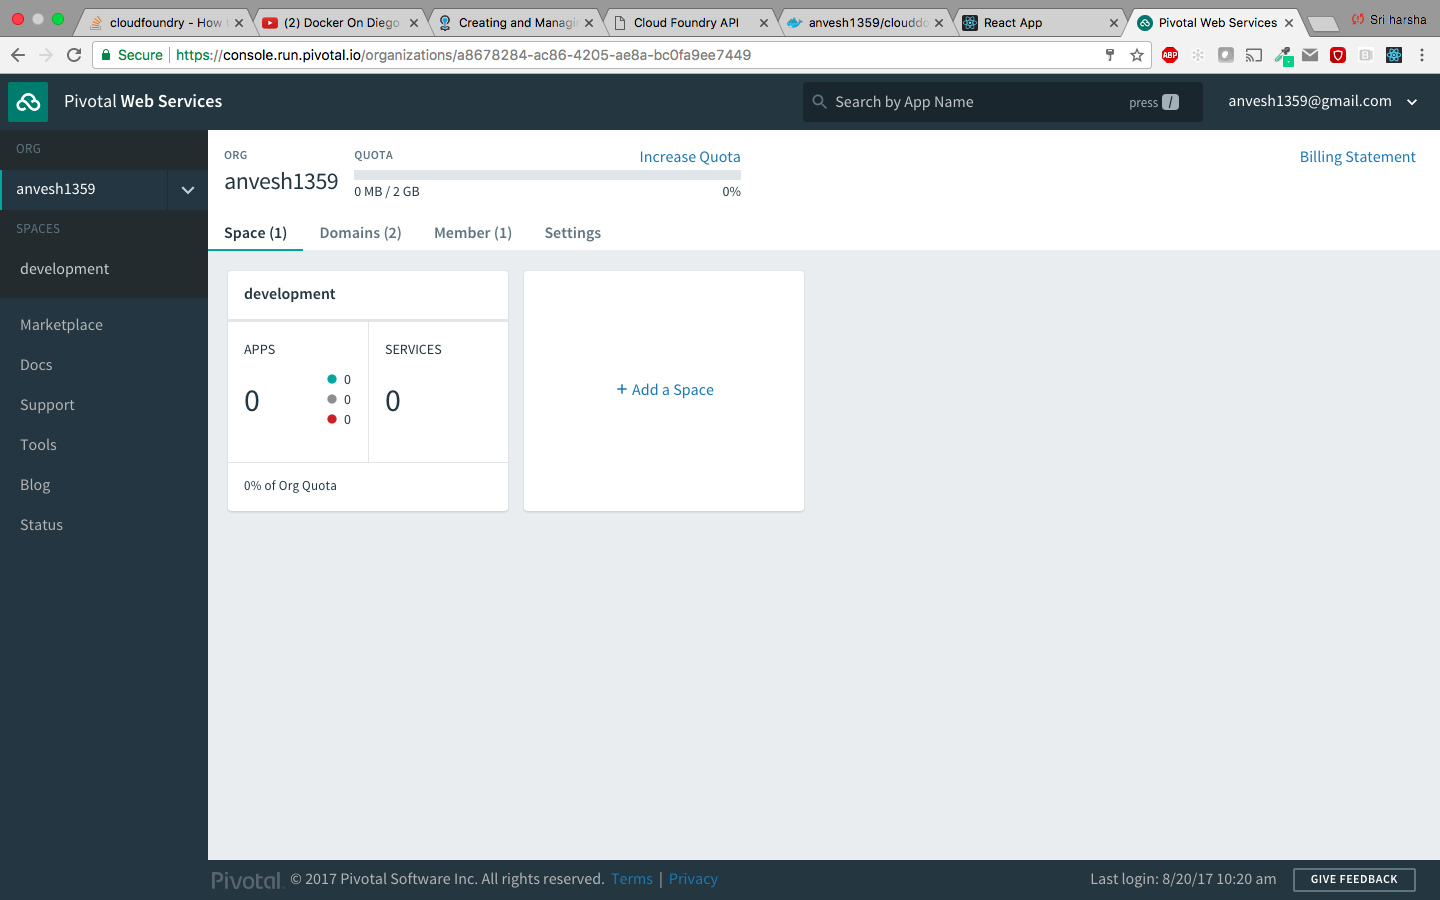 cloudfoundry - How
(2) Docker On Diego
Creating and Managi
Cloud Foundry API
anvesh1359/clouddo
React App
Pivotal Web Services
Sri harsha
Secure
https://console.run.pivotal.io/organizations/a8678284-ac86-4205-ae8a-bc0fa9ee7449
ABP
Pivotal Web Services
Search by App Name
press /
anvesh1359@gmail.com
ORG
anvesh1359
SPACES
development
Marketplace
Docs
Support
Tools
Blog
Status
ORG
anvesh1359
QUOTA
Increase Quota
0 MB / 2 GB
0%
Billing Statement
Space (1)
Domains (2)
Member (1)
Settings
development
APPS
0
0
0
0
SERVICES
0
0% of Org Quota
+ Add a Space
Pivotal
© 2017 Pivotal Software Inc. All rights reserved. Terms | Privacy
Last login: 8/20/17 10:20 am
GIVE FEEDBACK